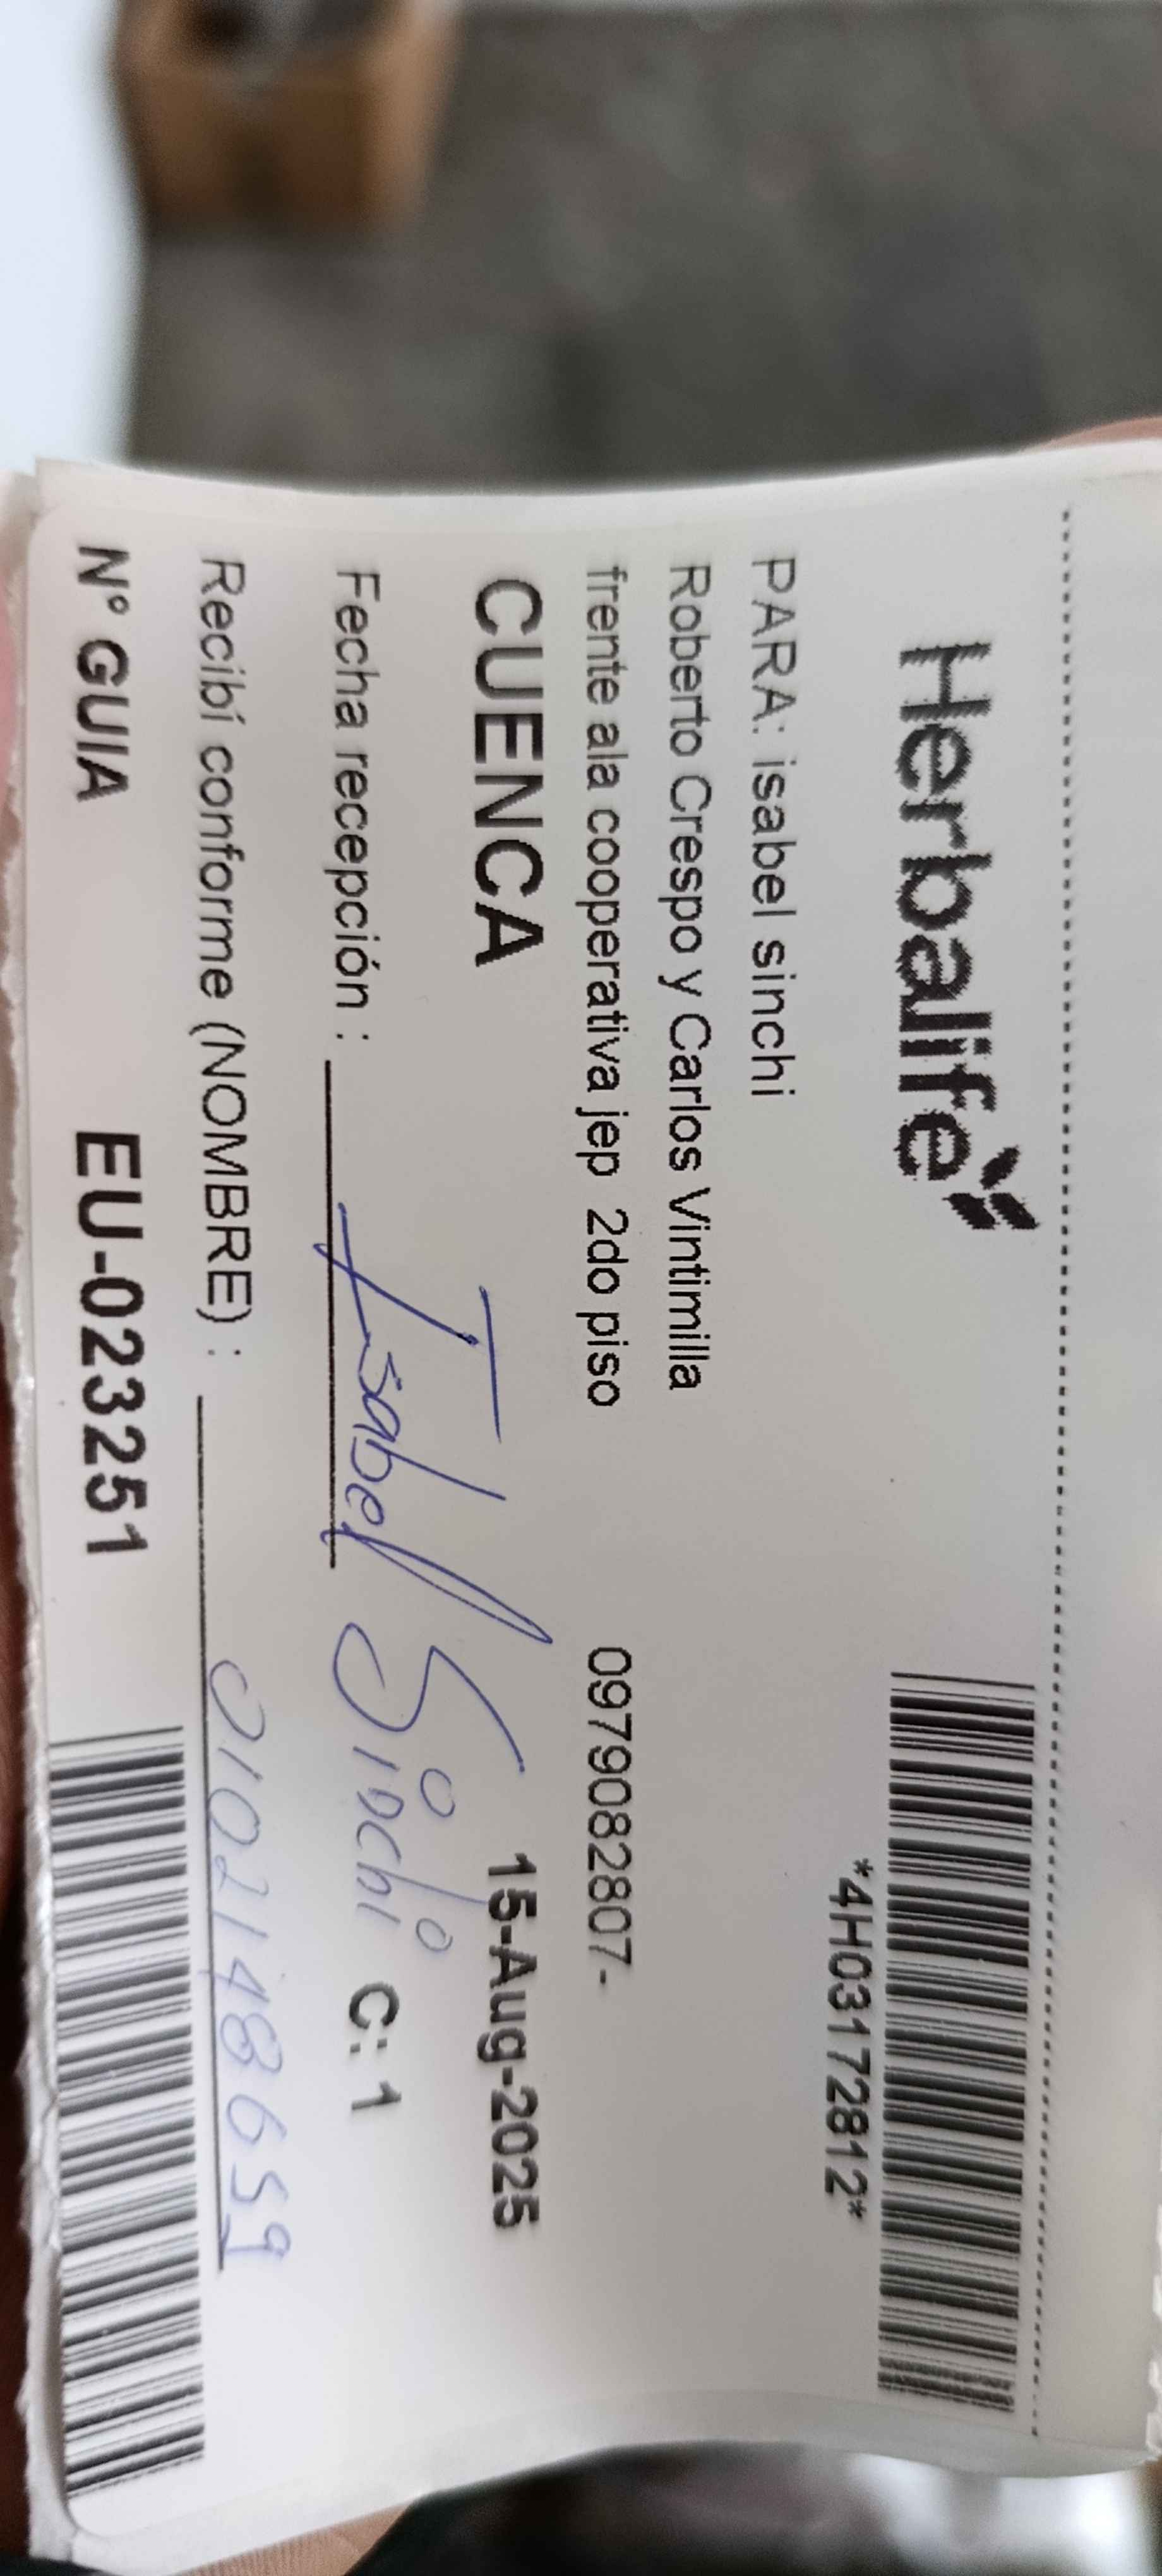 Herbalife
*4H03172812*
PARA: isabel sinchi
Roberto Crespo y Carlos Vintimilla
frente ala cooperativa jep 2do piso 0979082807-
CUENCA 15-Aug-2025
Fecha recepción : Isabel Sinchi C: 1
Recibí conforme (NOMBRE) : 0102148659
N° GUIA EU-023251